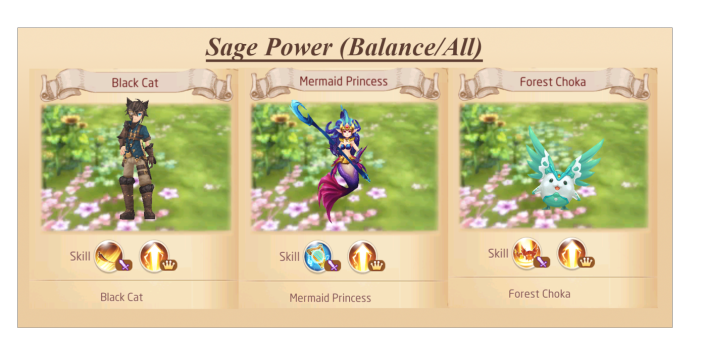 Sage Power (Balance/All)
Black Cat
Mermaid Princess
Forest Choka
Skill
Skill
Skill
Black Cat
Mermaid Princess
Forest Choka